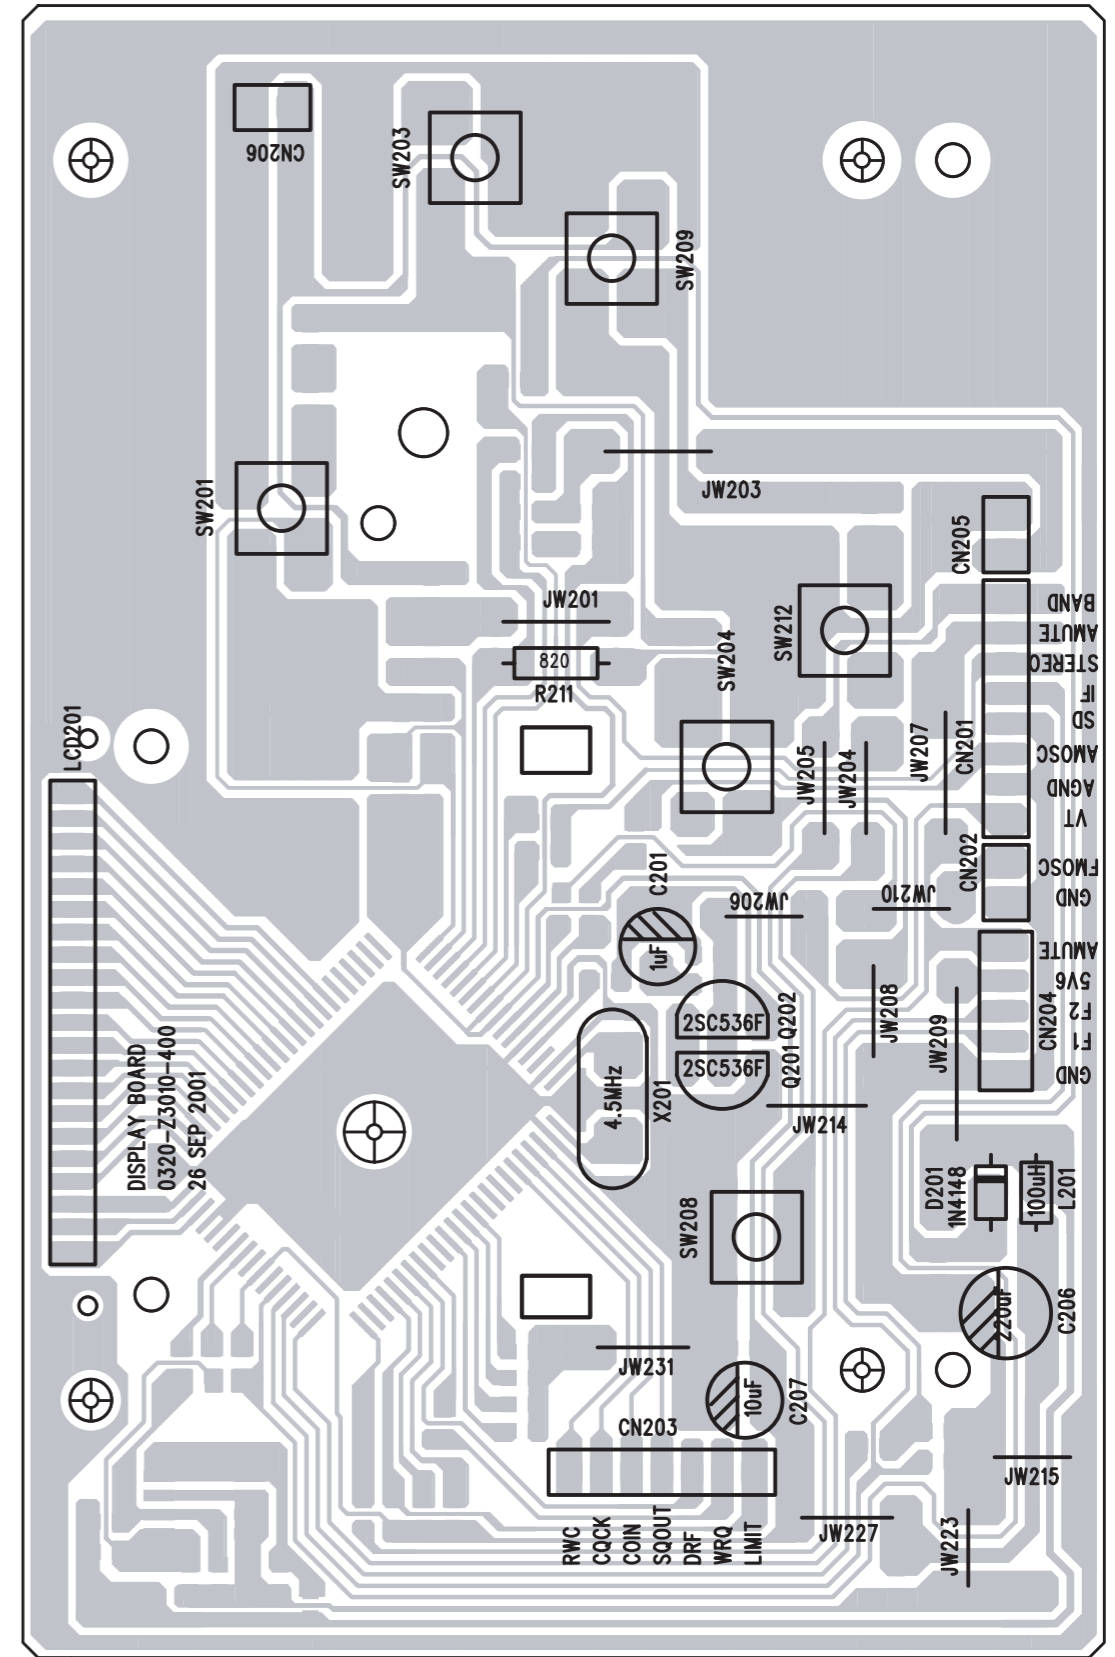 CN206
SW203
SW209
SW201
JW203
CN205
JW201
820
R211
SW204
SW212
BAND
AMUTE
STEREO
IF
SD
AMOSC
AGND
VT
LCD201
JW205
JW204
JW207
CN201
CN202
FMOSC
GND
C201
1uF
JW206
JW210
AMUTE
5V6
F2
F1
GND
CN204
JW208
JW209
2SC536F
Q202
2SC536F
Q201
4.5MHz
X201
JW214
DISPLAY BOARD
0320-Z3010-400
26 SEP 2001
D201
1N4148
100uH
L201
SW208
220uF
C206
JW231
10uF
C207
CN203
JW215
RWC
CQCK
COIN
SQOUT
DRF
WRQ
LIMIT
JW227
JW223